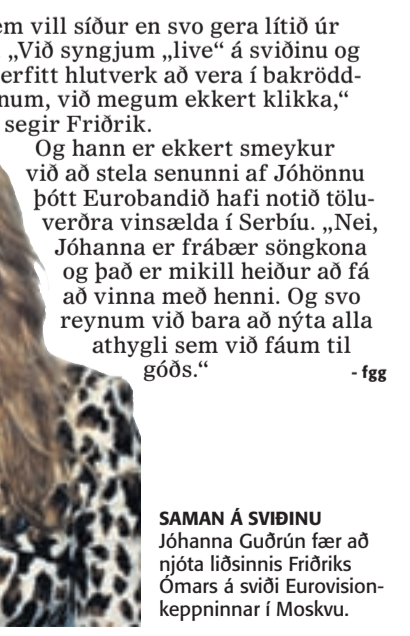 em vill síður en svo gera lítið úr
„Við syngjum „live“ á sviðinu og
erfitt hlutverk að vera í bakrödd-
num, við megum ekkert klikka,“
segir Friðrik.
Og hann er ekkert smeykur
við að stela senunni af Jóhönnu
þótt Eurobandið hafi notið tölu-
verðra vinsælda í Serbíu. „Nei,
Jóhanna er frábær söngkona
og það er mikill heiður að fá
að vinna með henni. Og svo
reynum við bara að nýta alla
athygli sem við fáum til
góðs.“ - fgg
SAMAN Á SVIÐINU
Jóhanna Guðrún fær að
njóta liðsinnis Friðriks
Ómars á sviði Eurovision-
keppninnar í Moskvu.